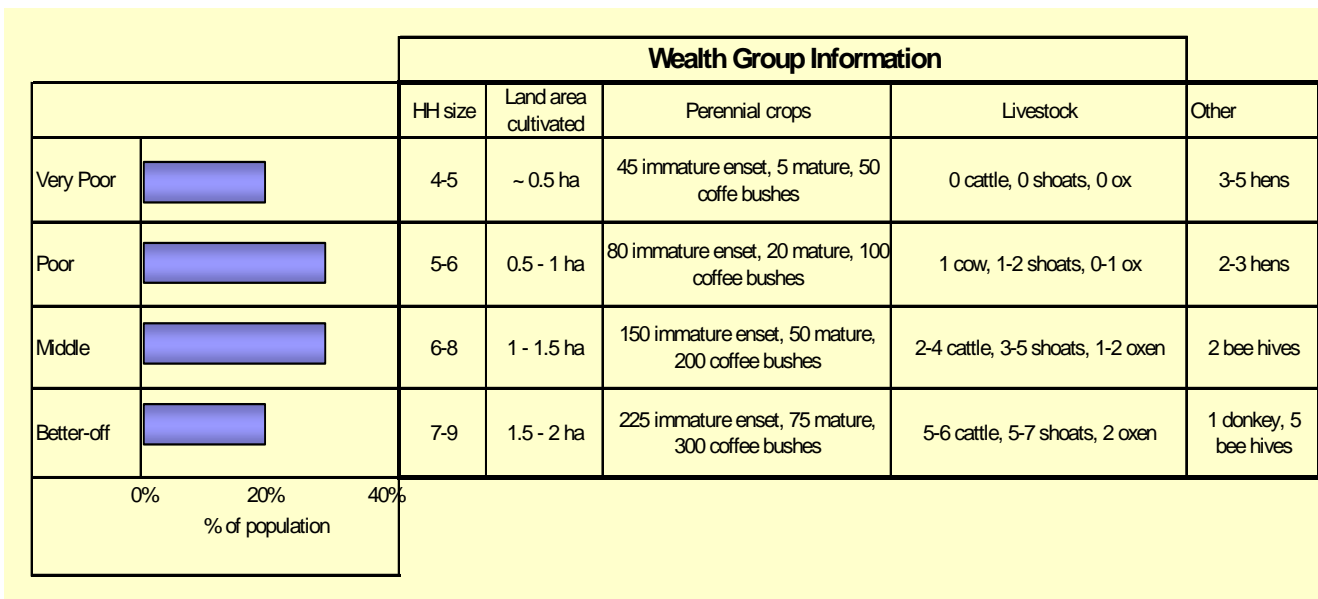 Wealth Group Information
HH size
Land area
cultivated
Perennial crops
Livestock
Other
Very Poor
4-5
~ 0.5 ha
45 immature enset, 5 mature, 50
coffe bushes
0 cattle, 0 shoats, 0 ox
3-5 hens
Poor
5-6
0.5 - 1 ha
80 immature enset, 20 mature, 100
coffee bushes
1 cow, 1-2 shoats, 0-1 ox
2-3 hens
Middle
6-8
1 - 1.5 ha
150 immature enset, 50 mature,
200 coffee bushes
2-4 cattle, 3-5 shoats, 1-2 oxen
2 bee hives
Better-off
7-9
1.5 - 2 ha
225 immature enset, 75 mature,
300 coffee bushes
5-6 cattle, 5-7 shoats, 2 oxen
1 donkey, 5
bee hives
0% 20% 40%
% of population